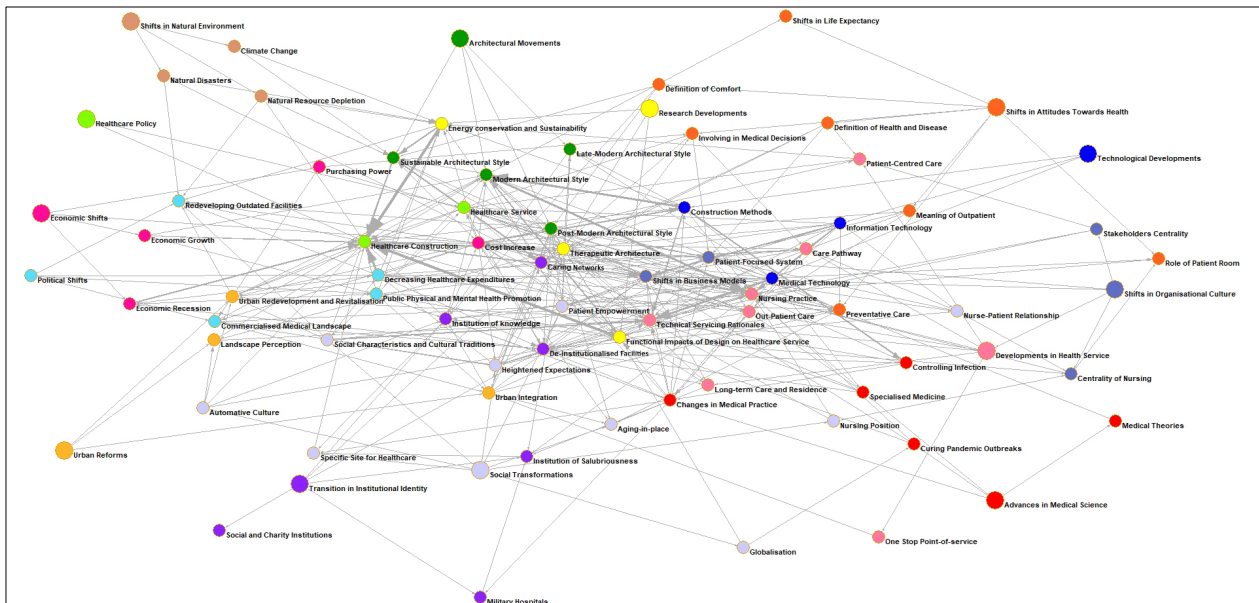 Shifts in Life Expectancy
Shifts in Natural Environment
Architectural Movements
Climate Change
Natural Disasters
Definition of Comfort
Natural Resource Depletion
Research Developments
Shifts in Attitudes Towards Health
Healthcare Policy
Energy conservation and Sustainability
Definition of Health and Disease
Involving in Medical Decisions
Late-Modern Architectural Style
Technological Developments
Sustainable Architectural Style
Patient-Centred Care
Purchasing Power
Modern Architectural Style
Redeveloping Outdated Facilities
Healthcare Service
Construction Methods
Meaning of Outpatient
Economic Shifts
Information Technology
Post-Modern Architectural Style
Stakeholders Centrality
Economic Growth
Healthcare Construction
Cost Increase
Therapeutic Architecture
Care Pathway
Patient-Focused System
Role of Patient Room
Caring Networks
Political Shifts
Decreasing Healthcare Expenditures
Shifts in Business Models
Medical Technology
Shifts in Organisational Culture
Urban Redevelopment and Revitalisation
Public Physical and Mental Health Promotion
Nursing Practice
Economic Recession
Patient Empowerment
Out-Patient Care
Preventative Care
Nurse-Patient Relationship
Commercialised Medical Landscape
Institution of knowledge
Technical Servicing Rationales
Landscape Perception
Social Characteristics and Cultural Traditions
Functional Impacts of Design on Healthcare Service
De-Institutionalised Facilities
Developments in Health Service
Heightened Expectations
Controlling Infection
Centrality of Nursing
Long-term Care and Residence
Urban Integration
Specialised Medicine
Changes in Medical Practice
Automotive Culture
Aging-in-place
Nursing Position
Medical Theories
Curing Pandemic Outbreaks
Urban Reforms
Specific Site for Healthcare
Institution of Salubriousness
Social Transformations
Transition in Institutional Identity
Advances in Medical Science
Social and Charity Institutions
One Stop Point-of-service
Globalisation
Military Hospitals